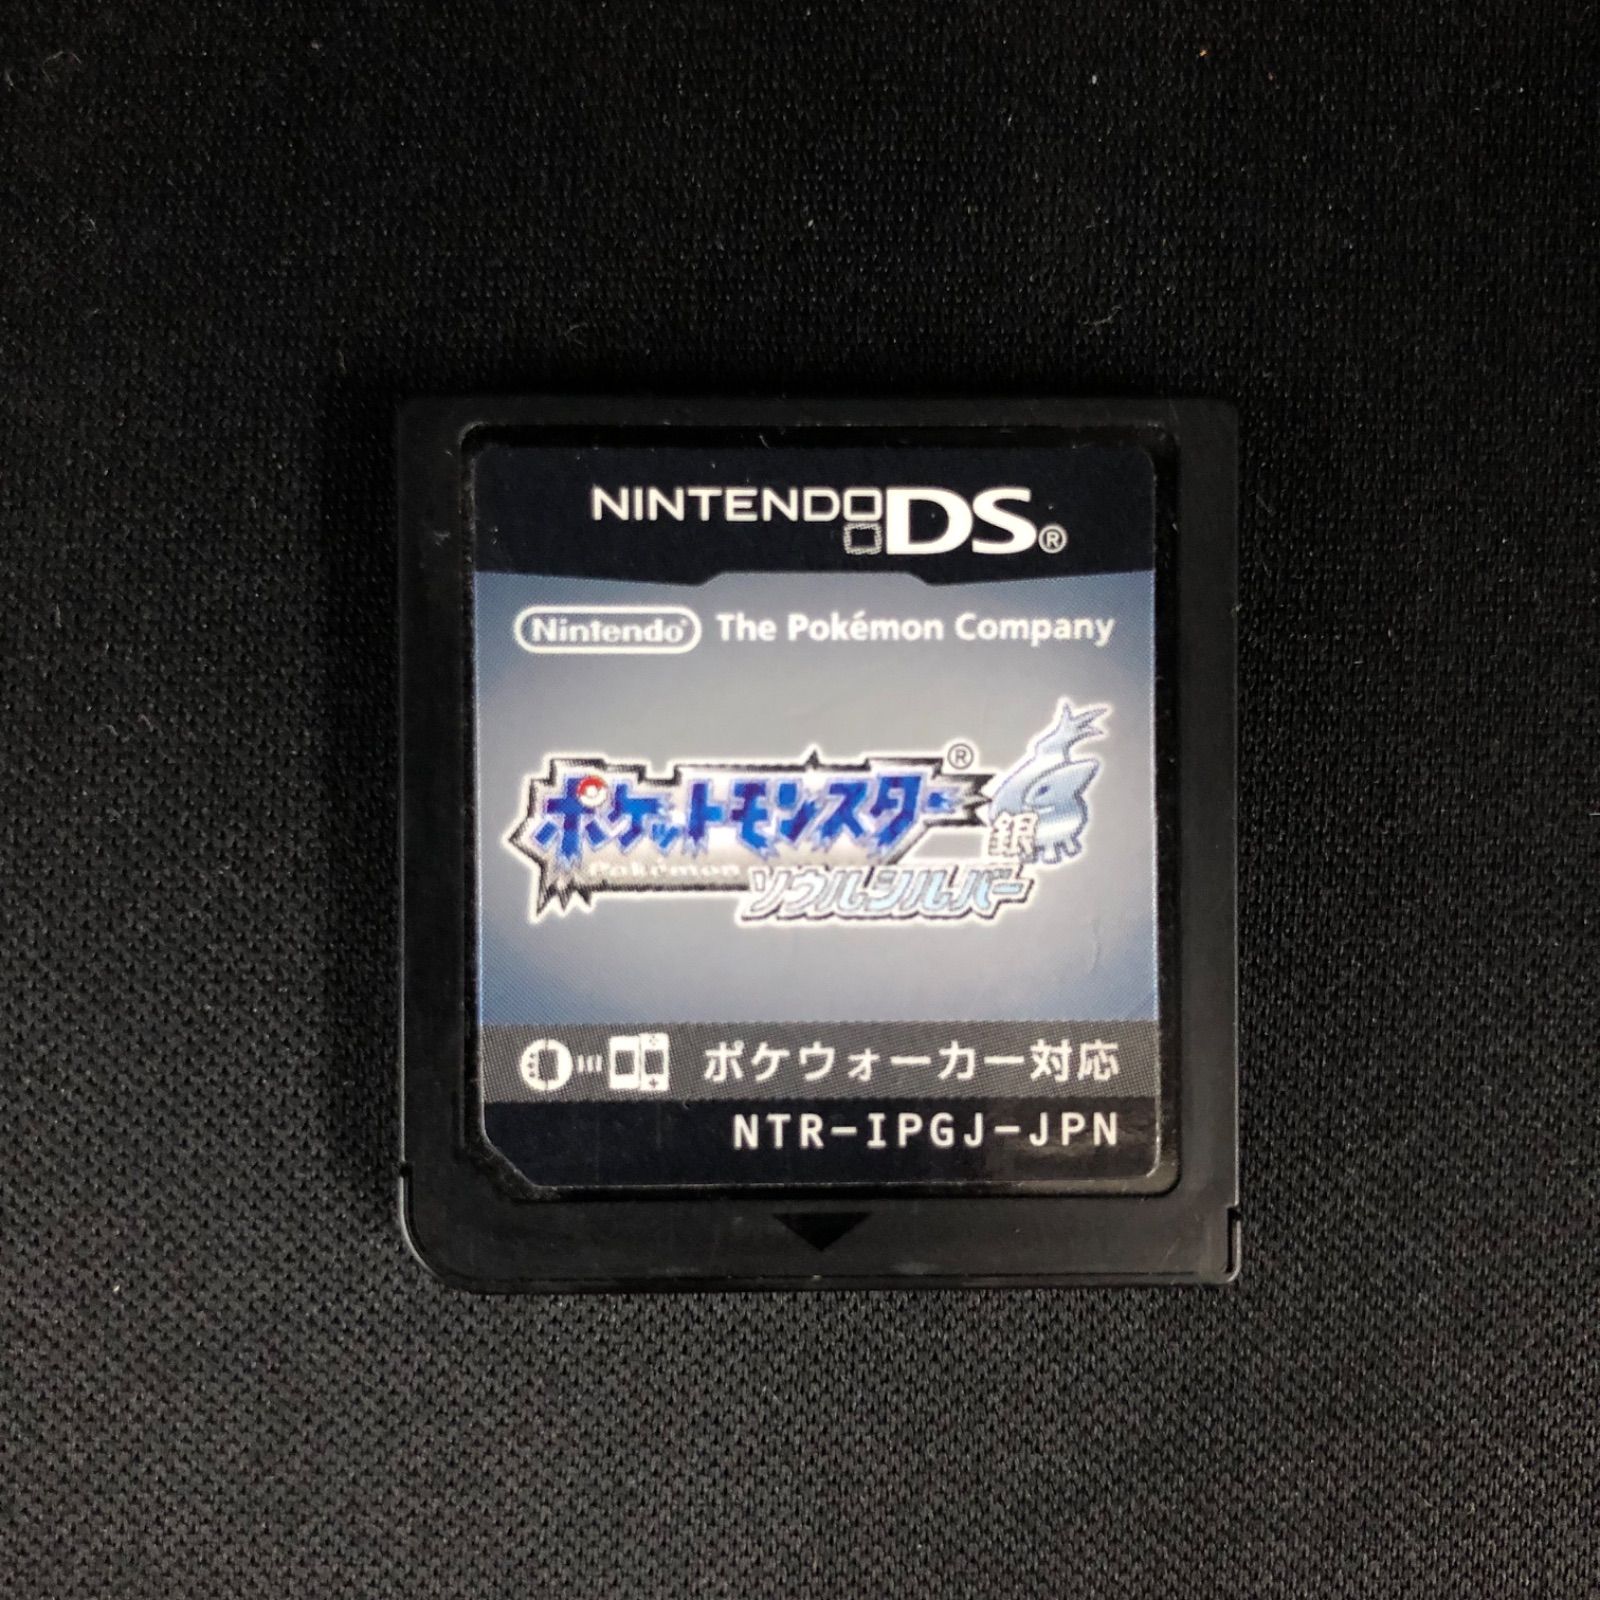 NINTENDO DS®
Nintendo® The Pokémon Company
ポケットモンスター®
Pokémon
銀
ソウルシルバー
ポケウォーカー対応
NTR-IPGJ-JPN